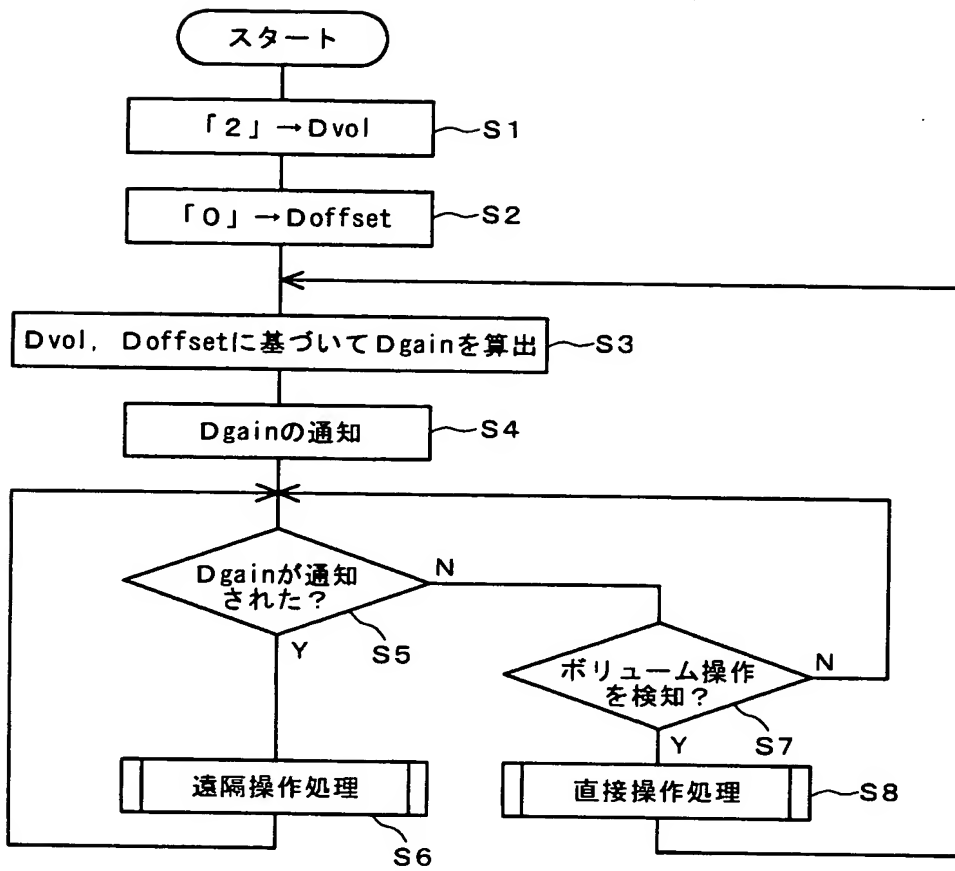 スタート
「2」→Dvol
S1
「0」→Doffset
S2
Dvol, Doffsetに基づいてDgainを算出
S3
Dgainの通知
S4
Dgainが通知
された?
N
Y
S5
ボリューム操作
を検知?
N
Y
S7
遠隔操作処理
S6
直接操作処理
S8